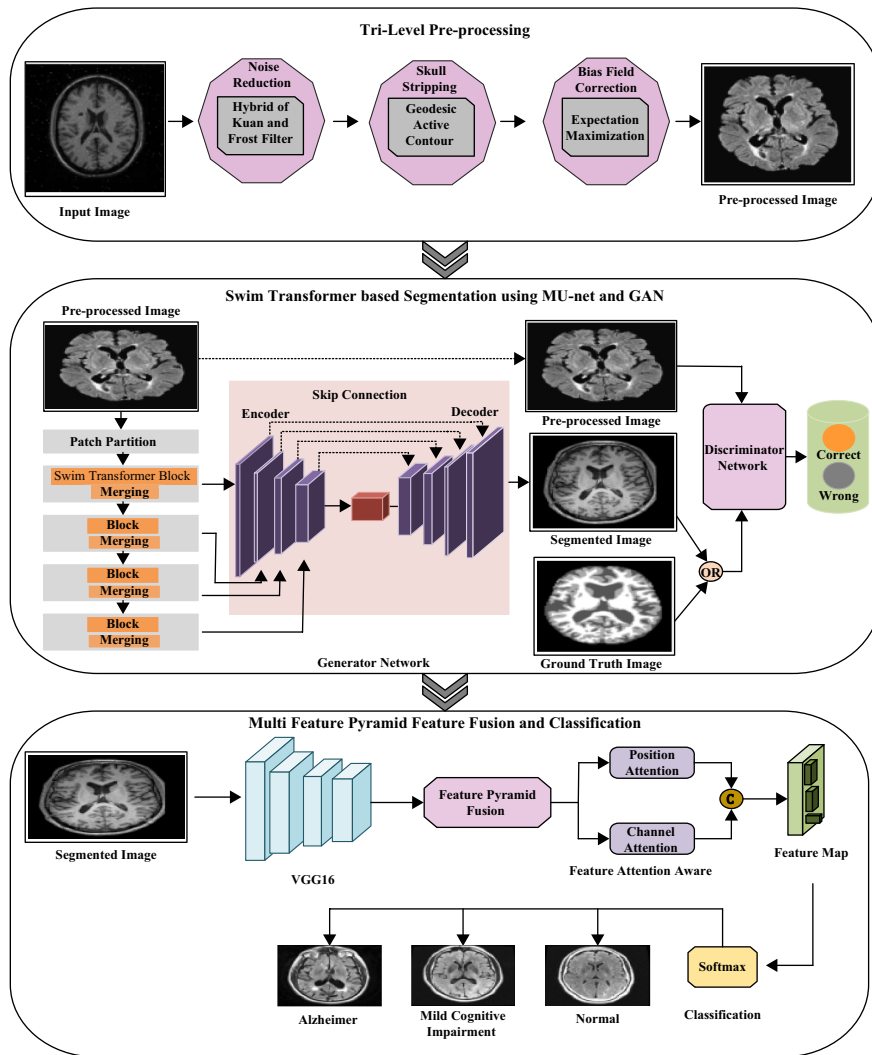 Tri-Level Pre-processing
Noise
Reduction
Hybrid of
Kuan and
Frost Filter
Skull
Stripping
Geodesic
Active
Contour
Bias Field
Correction
Expectation
Maximization
Input Image
Pre-processed Image
Swim Transformer based Segmentation using MU-net and GAN
Pre-processed Image
Patch Partition
Swim Transformer Block
Merging
Block
Merging
Block
Merging
Block
Merging
Skip Connection
Encoder
Decoder
Generator Network
Pre-processed Image
Segmented Image
Ground Truth Image
OR
Discriminator
Network
Correct
Wrong
Multi Feature Pyramid Feature Fusion and Classification
Segmented Image
VGG16
Feature Pyramid
Fusion
Position
Attention
Channel
Attention
Feature Attention Aware
C
Feature Map
Softmax
Classification
Alzheimer
Mild Cognitive
Impairment
Normal